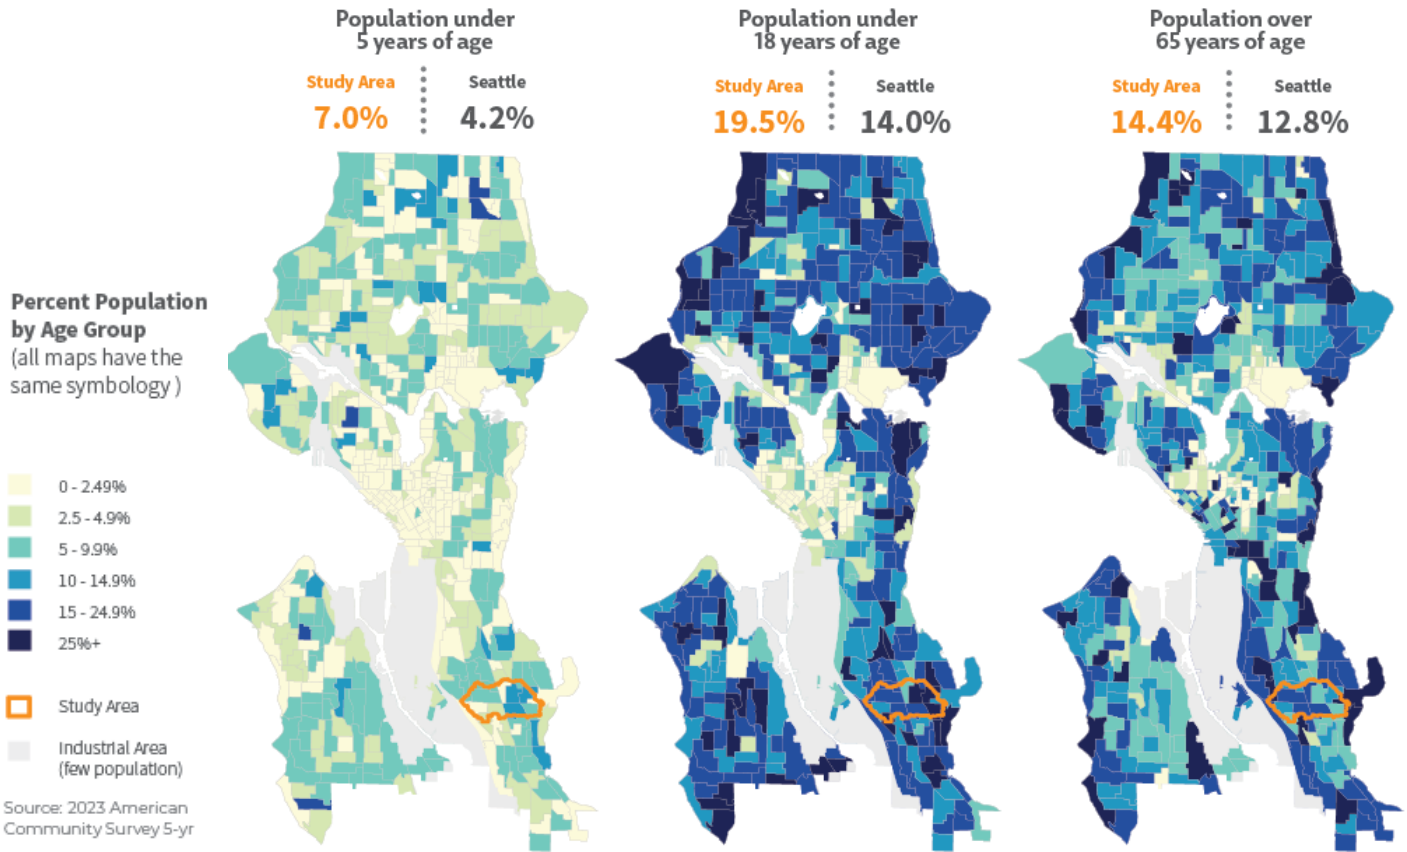 Population under
5 years of age
Study Area
Seattle
7.0%
4.2%
Population under
18 years of age
Study Area
Seattle
19.5%
14.0%
Population over
65 years of age
Study Area
Seattle
14.4%
12.8%
Percent Population
by Age Group
(all maps have the
same symbology )
0 - 2.49%
2.5 - 4.9%
5 - 9.9%
10 - 14.9%
15 - 24.9%
25%+
Study Area
Industrial Area
(few population)
Source: 2023 American
Community Survey 5-yr